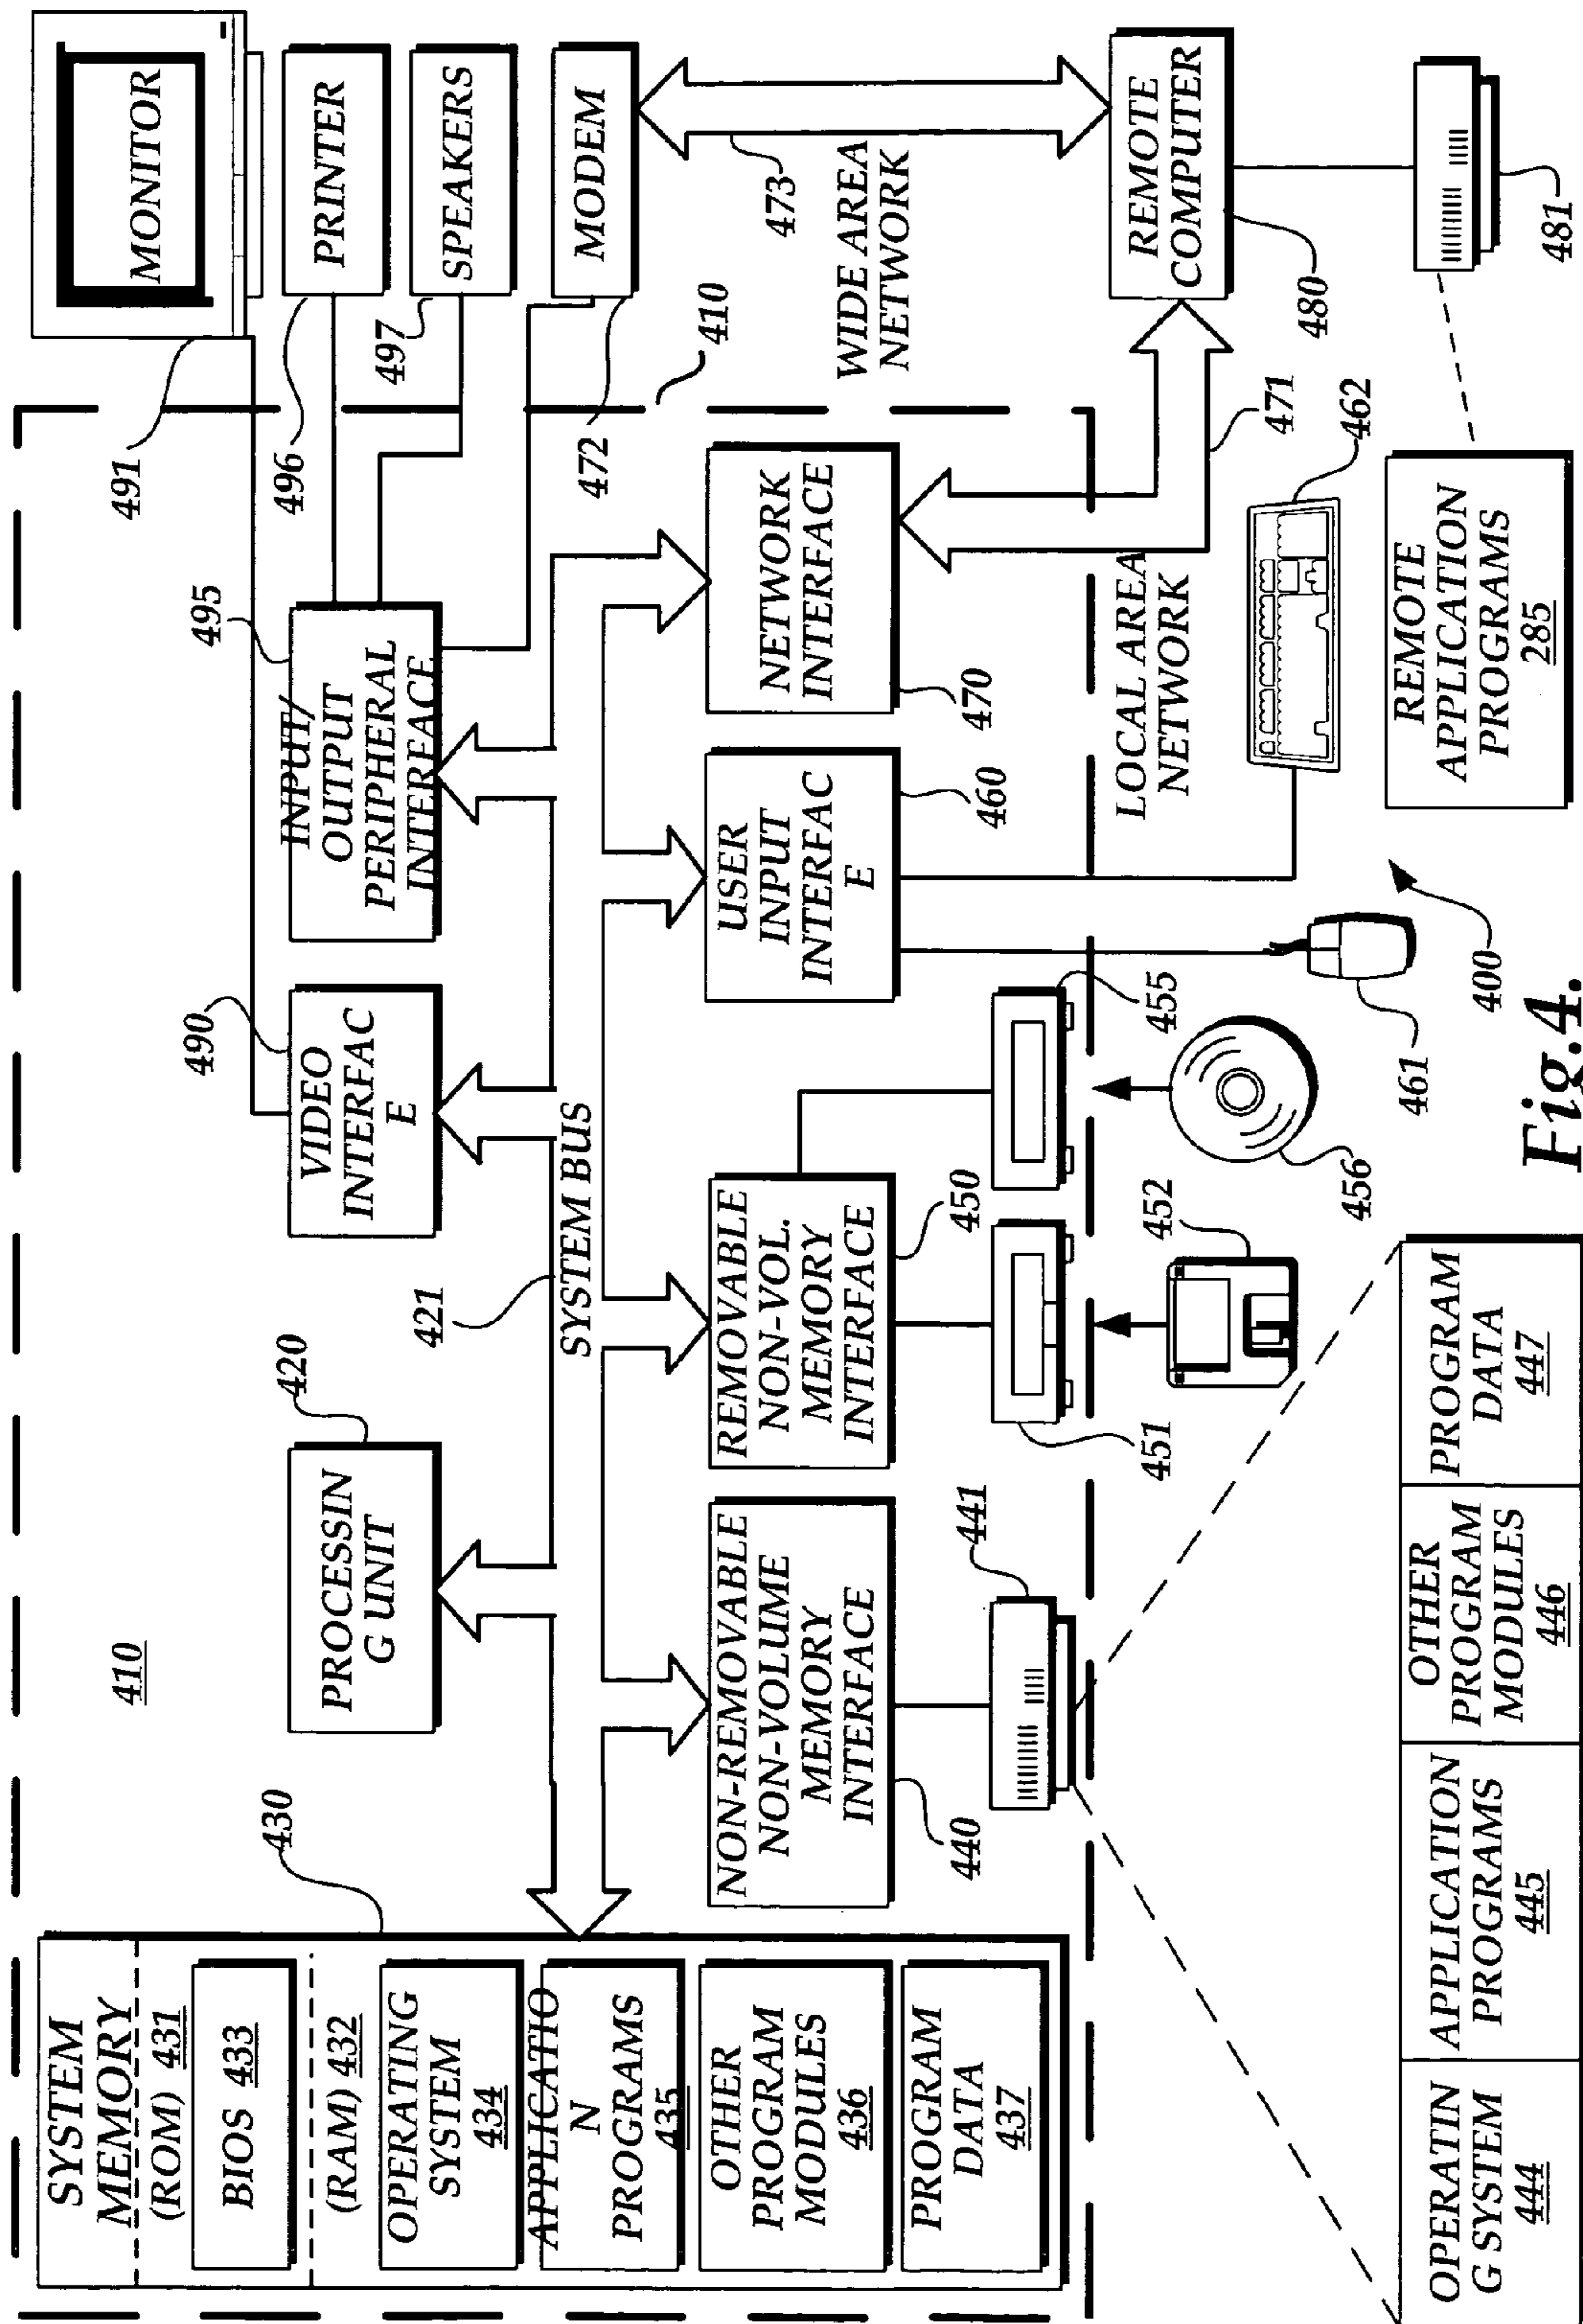 410
SYSTEM
MEMORY
(ROM) 431
BIOS 433
(RAM) 432
OPERATING
SYSTEM
434
APPLICATIO
N
PROGRAMS
435
OTHER
PROGRAM
MODULES
436
PROGRAM
DATA
437
430
PROCESSIN
G UNIT
420
421
SYSTEM BUS
VIDEO
INTERFAC
E
490
INPUT/
OUTPUT
PERIPHERAL
INTERFACE
495
MONITOR
491
PRINTER
496
SPEAKERS
497
MODEM
472
410
NON-REMOVABLE
NON-VOLUME
MEMORY
INTERFACE
440
441
REMOVABLE
NON-VOL.
MEMORY
INTERFACE
450
451
452
455
456
USER
INPUT
INTERFAC
E
460
461
462
NETWORK
INTERFACE
470
LOCAL AREA
NETWORK
471
473
WIDE AREA
NETWORK
REMOTE
COMPUTER
480
481
REMOTE
APPLICATION
PROGRAMS
285
OPERATIN
G SYSTEM
444
APPLICATION
PROGRAMS
445
OTHER
PROGRAM
MODULES
446
PROGRAM
DATA
447
400
Fig.4.